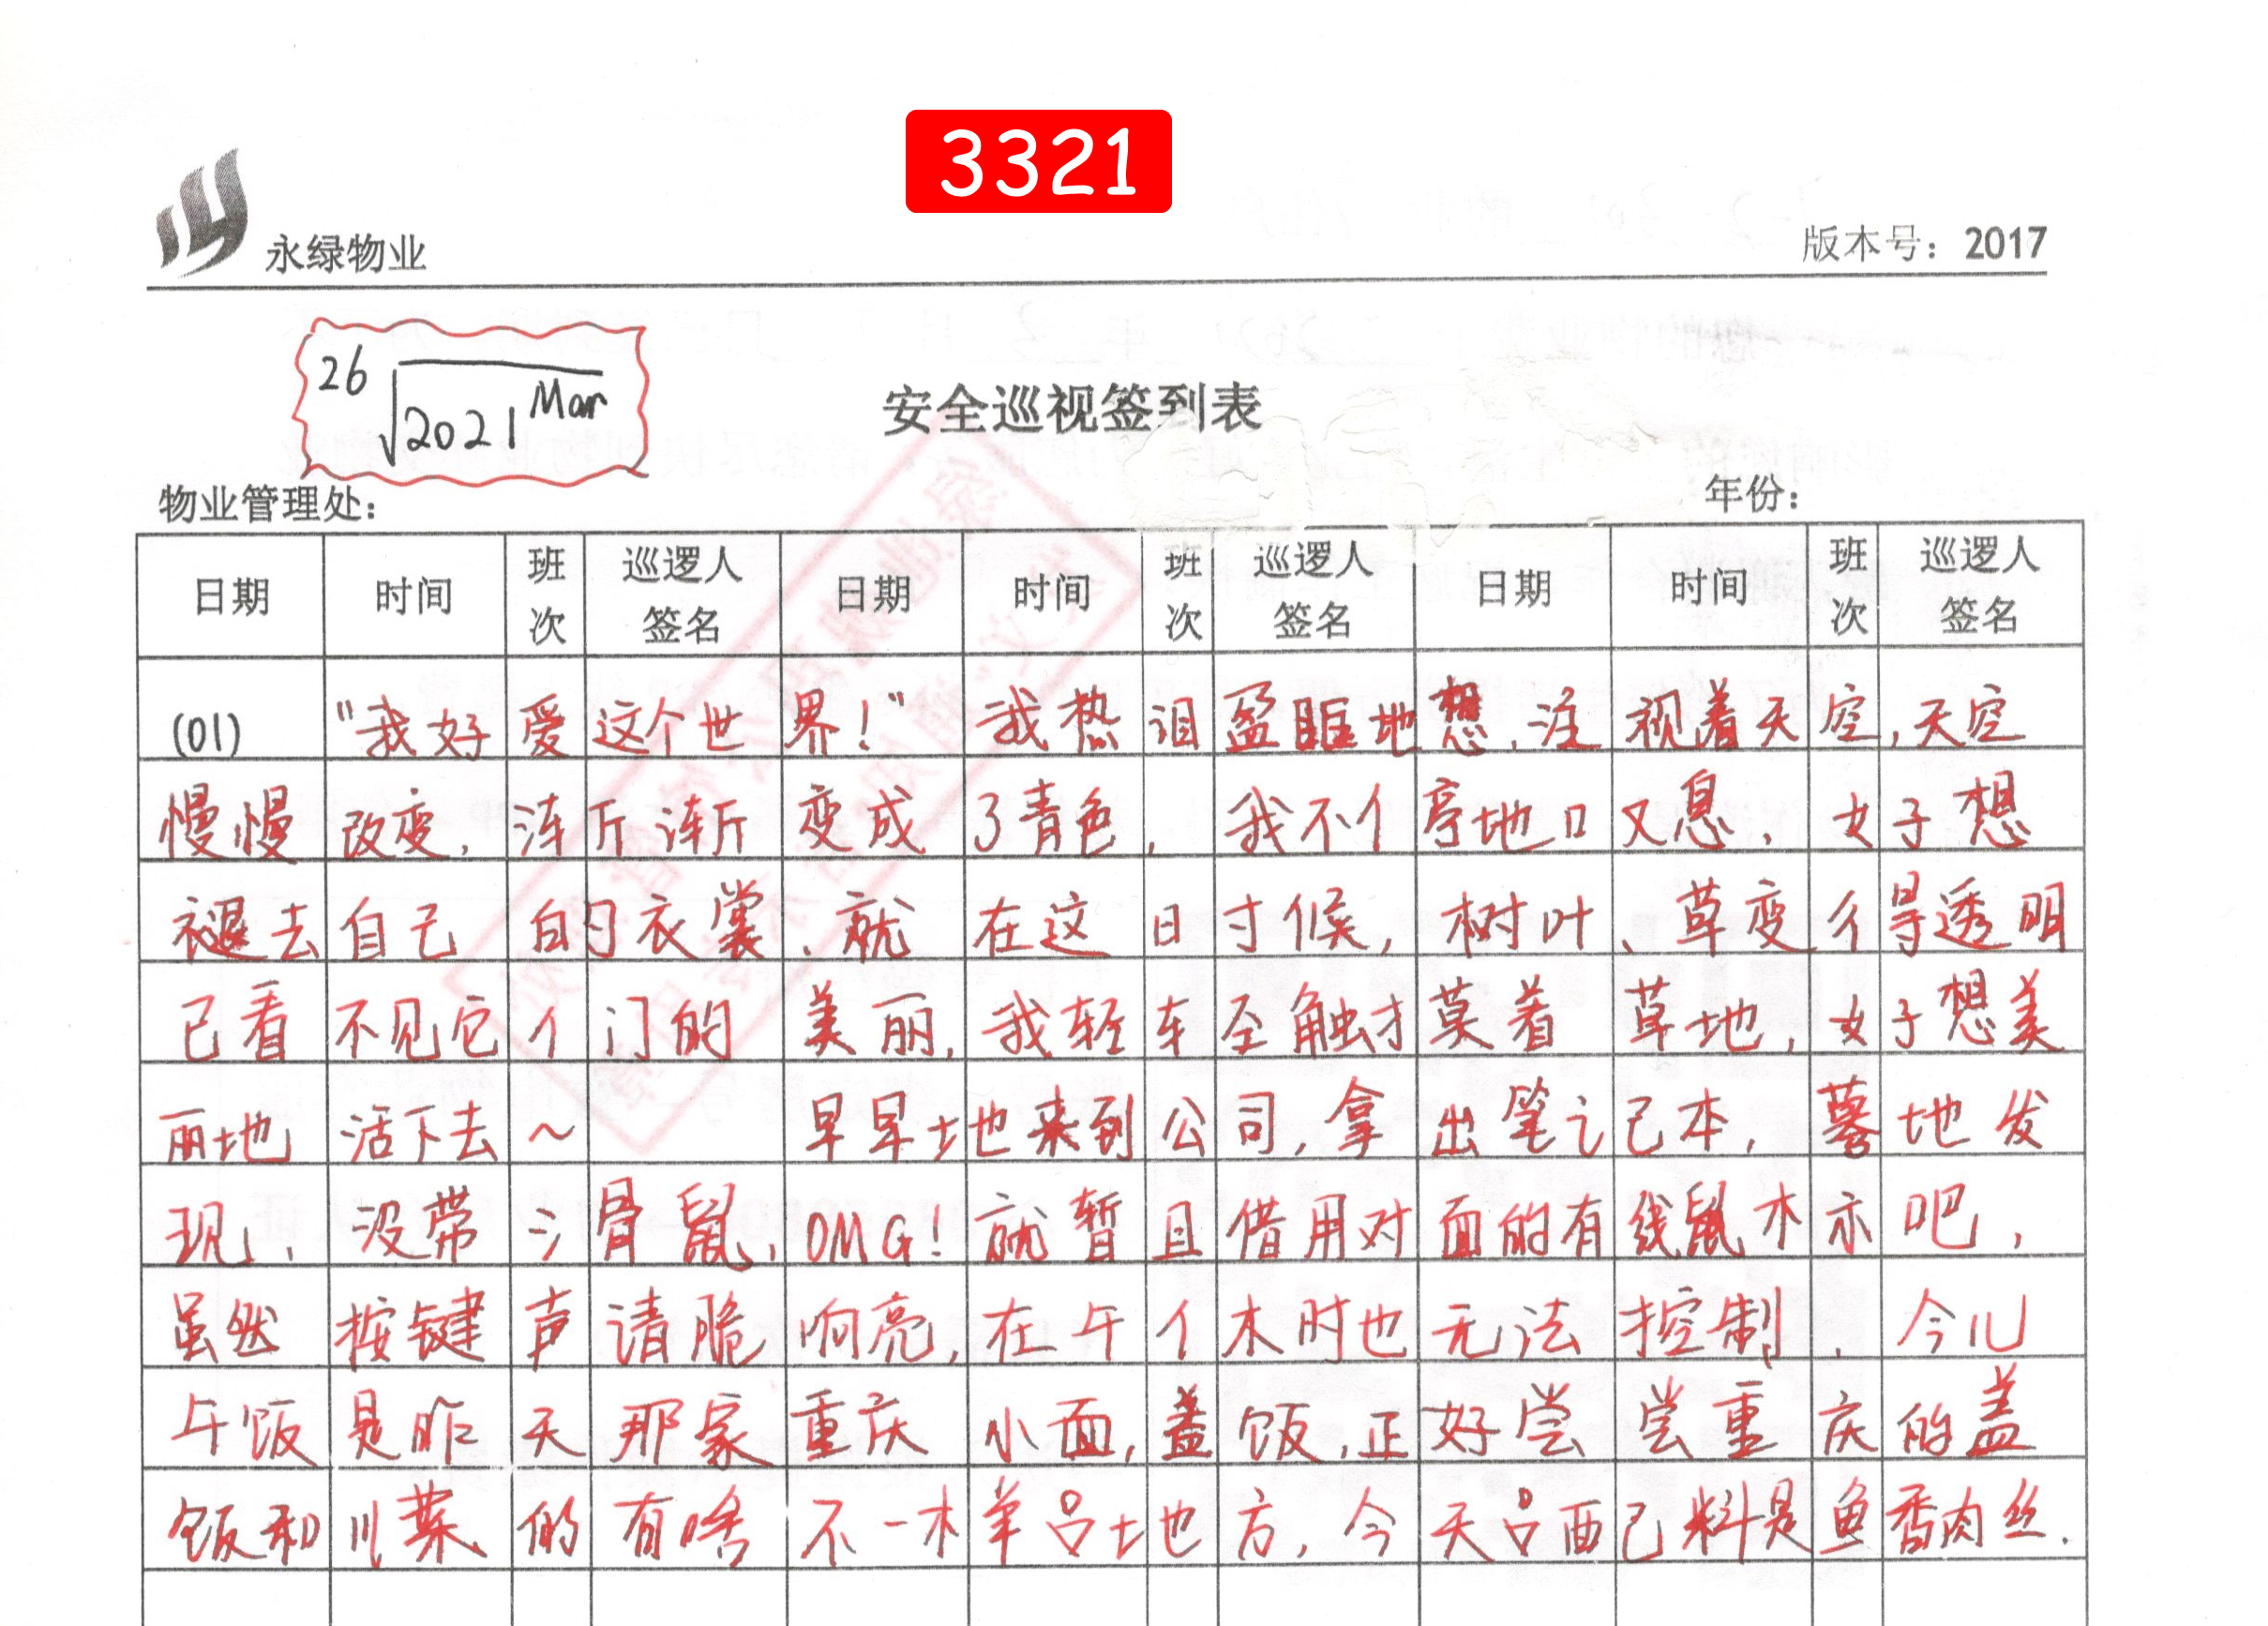 3321
永绿物业 版本号：2017
26√2021 Mar
安全巡视签到表
物业管理处： 年份：
日期 时间 班次 巡逻人签名 日期 时间 班次 巡逻人签名 日期 时间 班次 巡逻人签名
(01) "我好爱这个世界！" 我热泪盈眶地想，注视着天空，天空
慢慢改变，渐渐变成了青色，我不停地叹息，好想
褪去自己的衣裳、就在这时候，树叶、草变得透明
已看不见它们的美丽，我轻轻触摸着草地，好想美
丽地活下去～ 早早地来到公司，拿出笔记本，蓦地发
现，没带滑鼠，OMG！就暂且借用对面的有线鼠标吧，
虽然按键声清脆响亮，在午休时也无法控制．今儿
午饭是昨天那家重庆小面，盖饭，正好尝尝重庆的盖
饭和川菜、的有啥不一样吕地方，今天吕配料是鱼香肉丝．